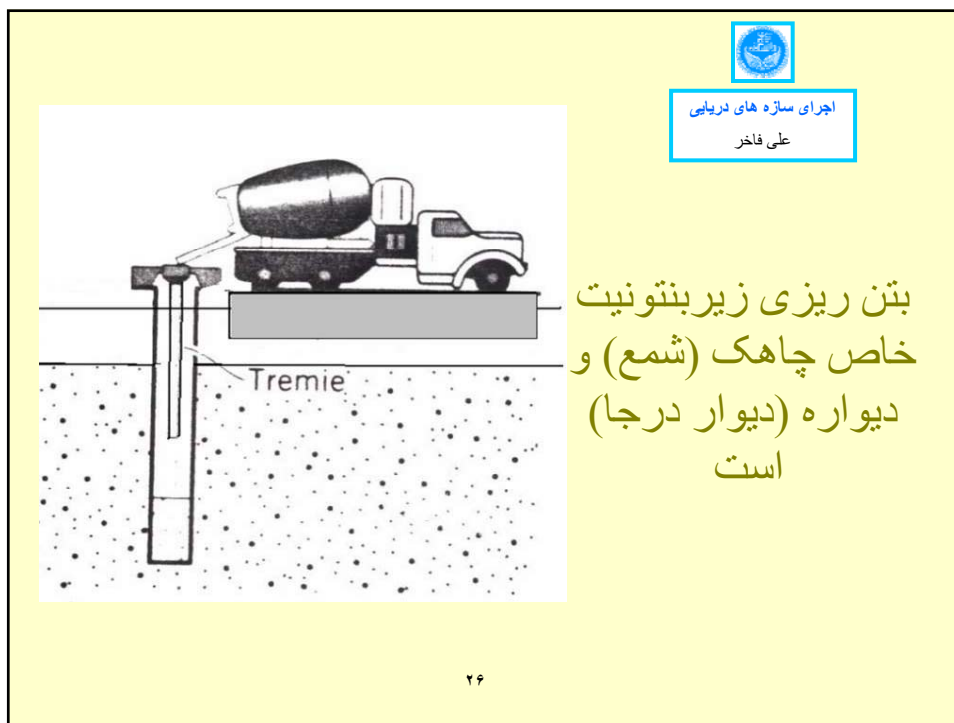 اجرای سازه های دریایی
علی فاخر
بتن ریزی زیربنتونیت
خاص چاهک (شمع) و
دیواره (دیوار درجا)
است
Tremie
۲۶